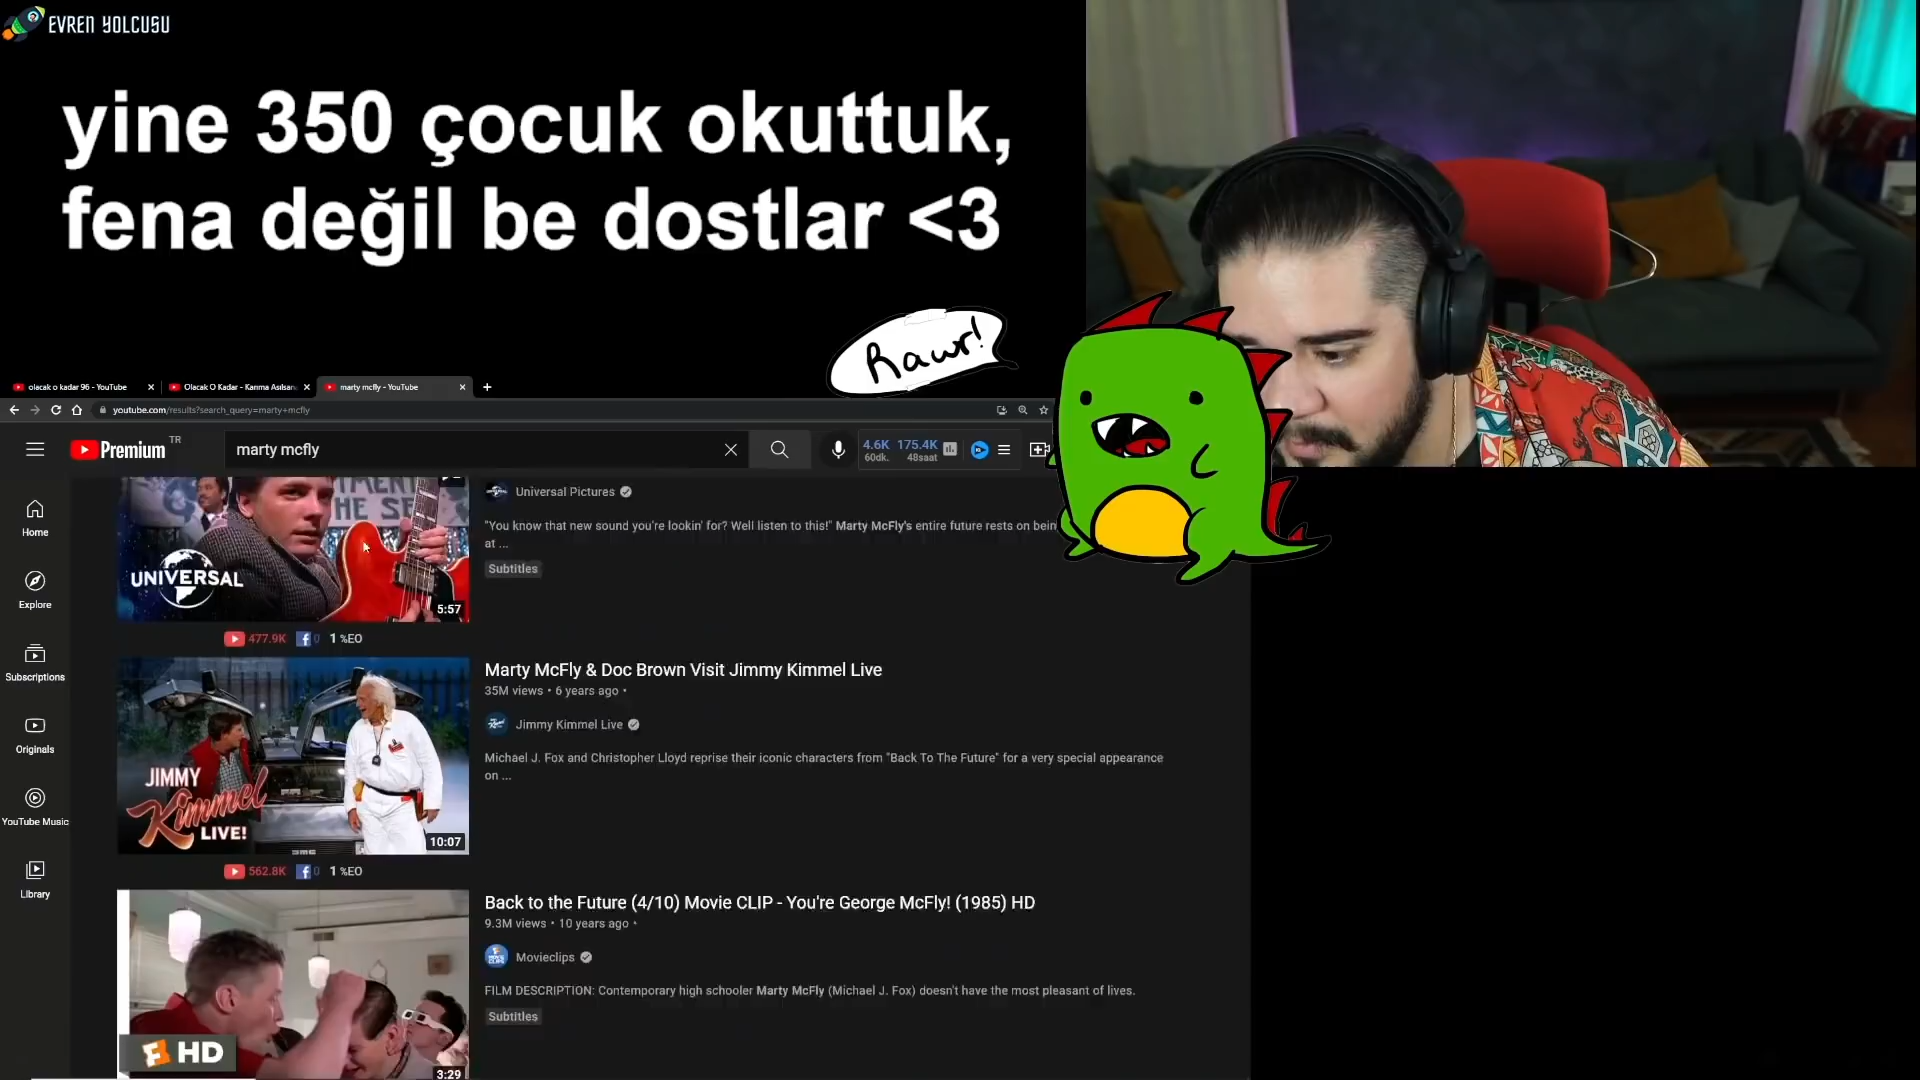 EVREN YOLCUSU
yine 350 çocuk okuttuk,
fena değil be dostlar <3
Rawr!
olacak o kadar 96 - YouTube
Olacak O Kadar - Karıma Asılsan
marty mcfly - YouTube
youtube.com/results?search_query=marty+mcfly
Premium TR
marty mcfly
4.6K 175.4K
60dk. 48saat
Home
Explore
Subscriptions
Originals
YouTube Music
Library
UNIVERSAL
5:57
Universal Pictures
"You know that new sound you're lookin' for? Well listen to this!" Marty McFly's entire future rests on bein
at ...
Subtitles
477.9K 0 1 %EO
JIMMY
Kimmel
LIVE!
10:07
Marty McFly & Doc Brown Visit Jimmy Kimmel Live
35M views • 6 years ago •
Jimmy Kimmel Live
Michael J. Fox and Christopher Lloyd reprise their iconic characters from "Back To The Future" for a very special appearance
on ...
562.8K 0 1 %EO
HD
3:29
Back to the Future (4/10) Movie CLIP - You're George McFly! (1985) HD
9.3M views • 10 years ago •
Movieclips
FILM DESCRIPTION: Contemporary high schooler Marty McFly (Michael J. Fox) doesn't have the most pleasant of lives.
Subtitles